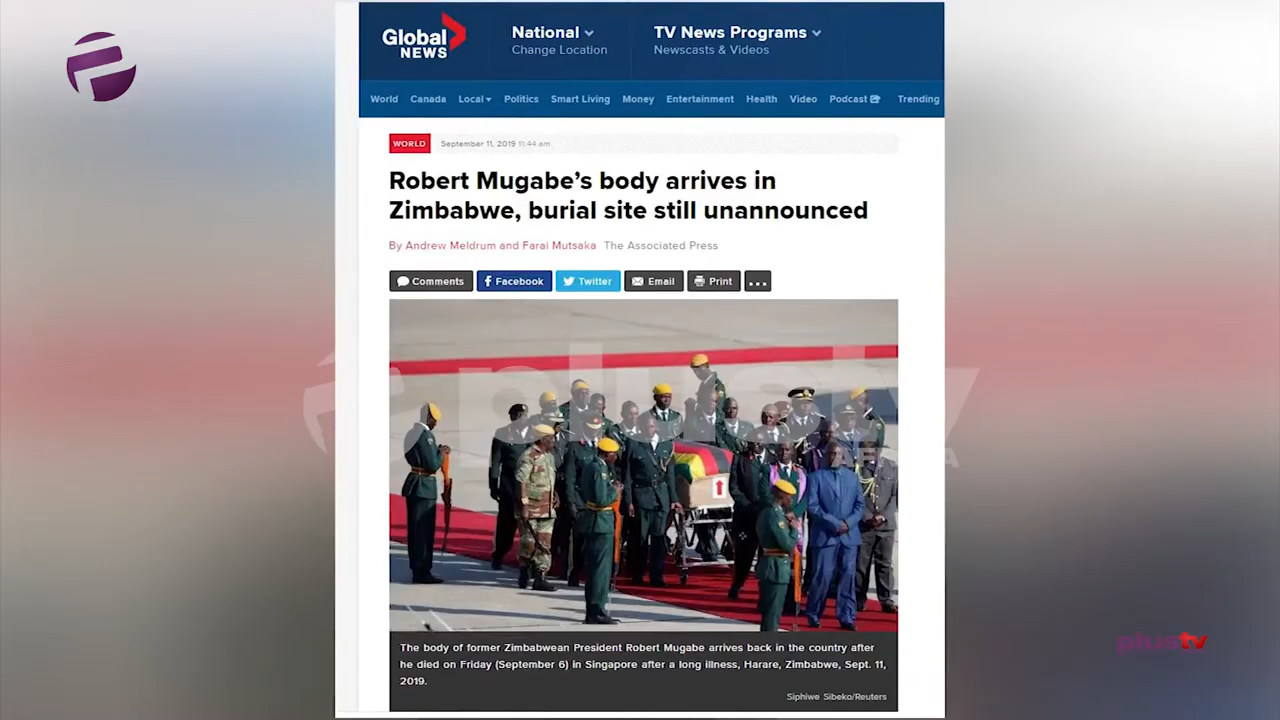 Global
NEWS
National
Change Location
TV News Programs
Newscasts & Videos
World Canada Local Politics Smart Living Money Entertainment Health Video Podcast Trending
WORLD September 11, 2019 11:44 am
Robert Mugabe's body arrives in
Zimbabwe, burial site still unannounced
By Andrew Meldrum and Farai Mutsaka The Associated Press
Comments Facebook Twitter Email Print ...
plustv
The body of former Zimbabwean President Robert Mugabe arrives back in the country after
he died on Friday (September 6) in Singapore after a long illness, Harare, Zimbabwe, Sept. 11,
2019.
Siphiwe Sibeko/Reuters
plustv